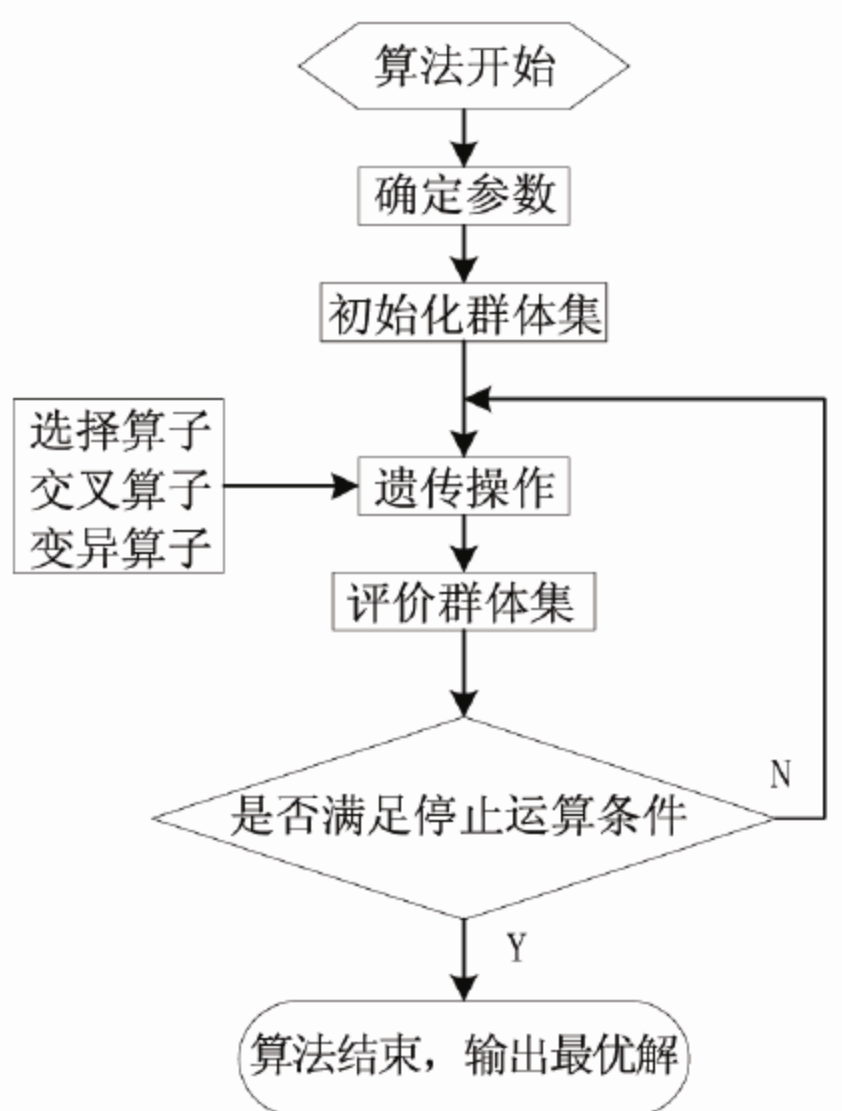 算法开始
确定参数
初始化群体集
选择算子
交叉算子
变异算子
遗传操作
评价群体集
是否满足停止运算条件
N
Y
算法结束，输出最优解